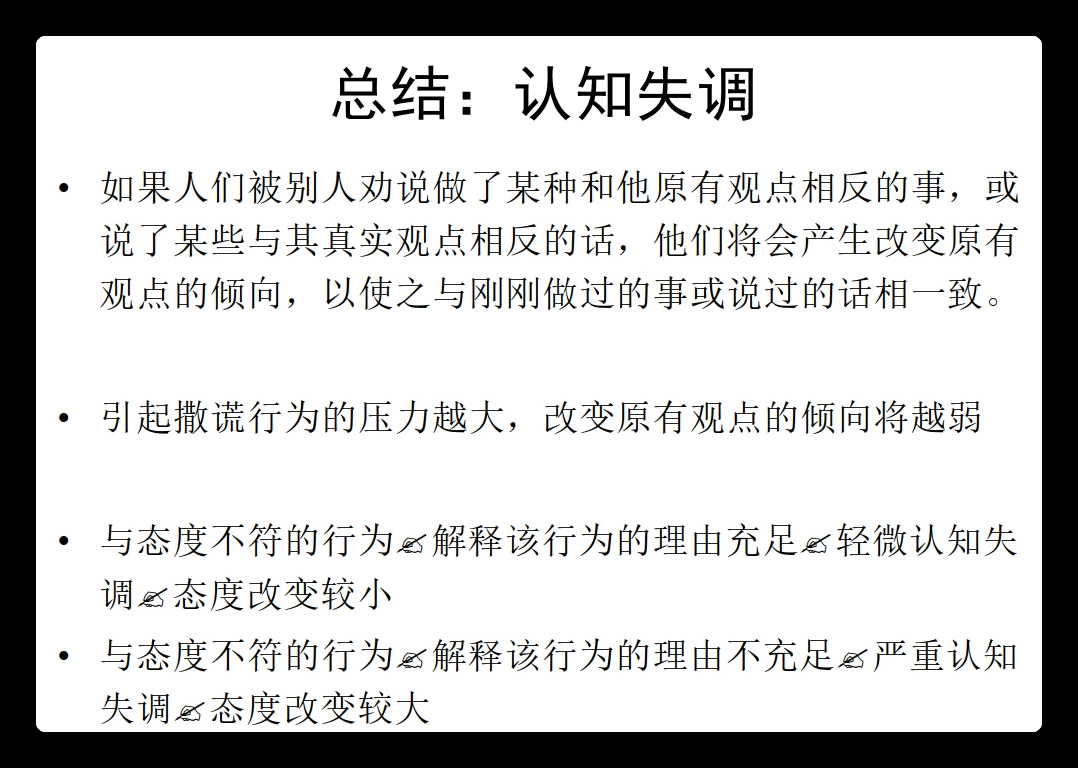 总结：认知失调
• 如果人们被别人劝说做了某种和他原有观点相反的事，或
说了某些与其真实观点相反的话，他们将会产生改变原有
观点的倾向，以使之与刚刚做过的事或说过的话相一致。
• 引起撒谎行为的压力越大，改变原有观点的倾向将越弱
• 与态度不符的行为✍解释该行为的理由充足✍轻微认知失
调✍态度改变较小
• 与态度不符的行为✍解释该行为的理由不充足✍严重认知
失调✍态度改变较大